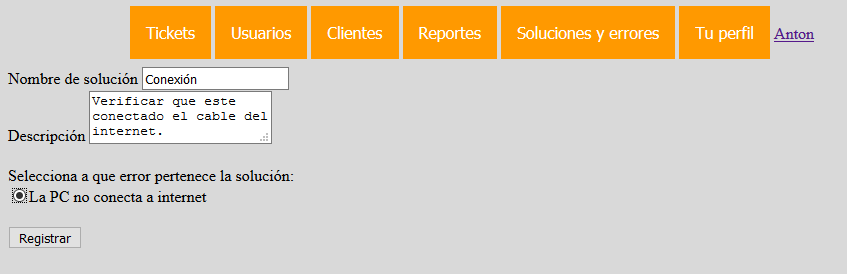 Tickets Usuarios Clientes Reportes Soluciones y errores Tu perfil Anton
Nombre de solución Conexión
Verificar que este
conectado el cable del
internet.
Descripción
Selecciona a que error pertenece la solución:
La PC no conecta a internet
Registrar